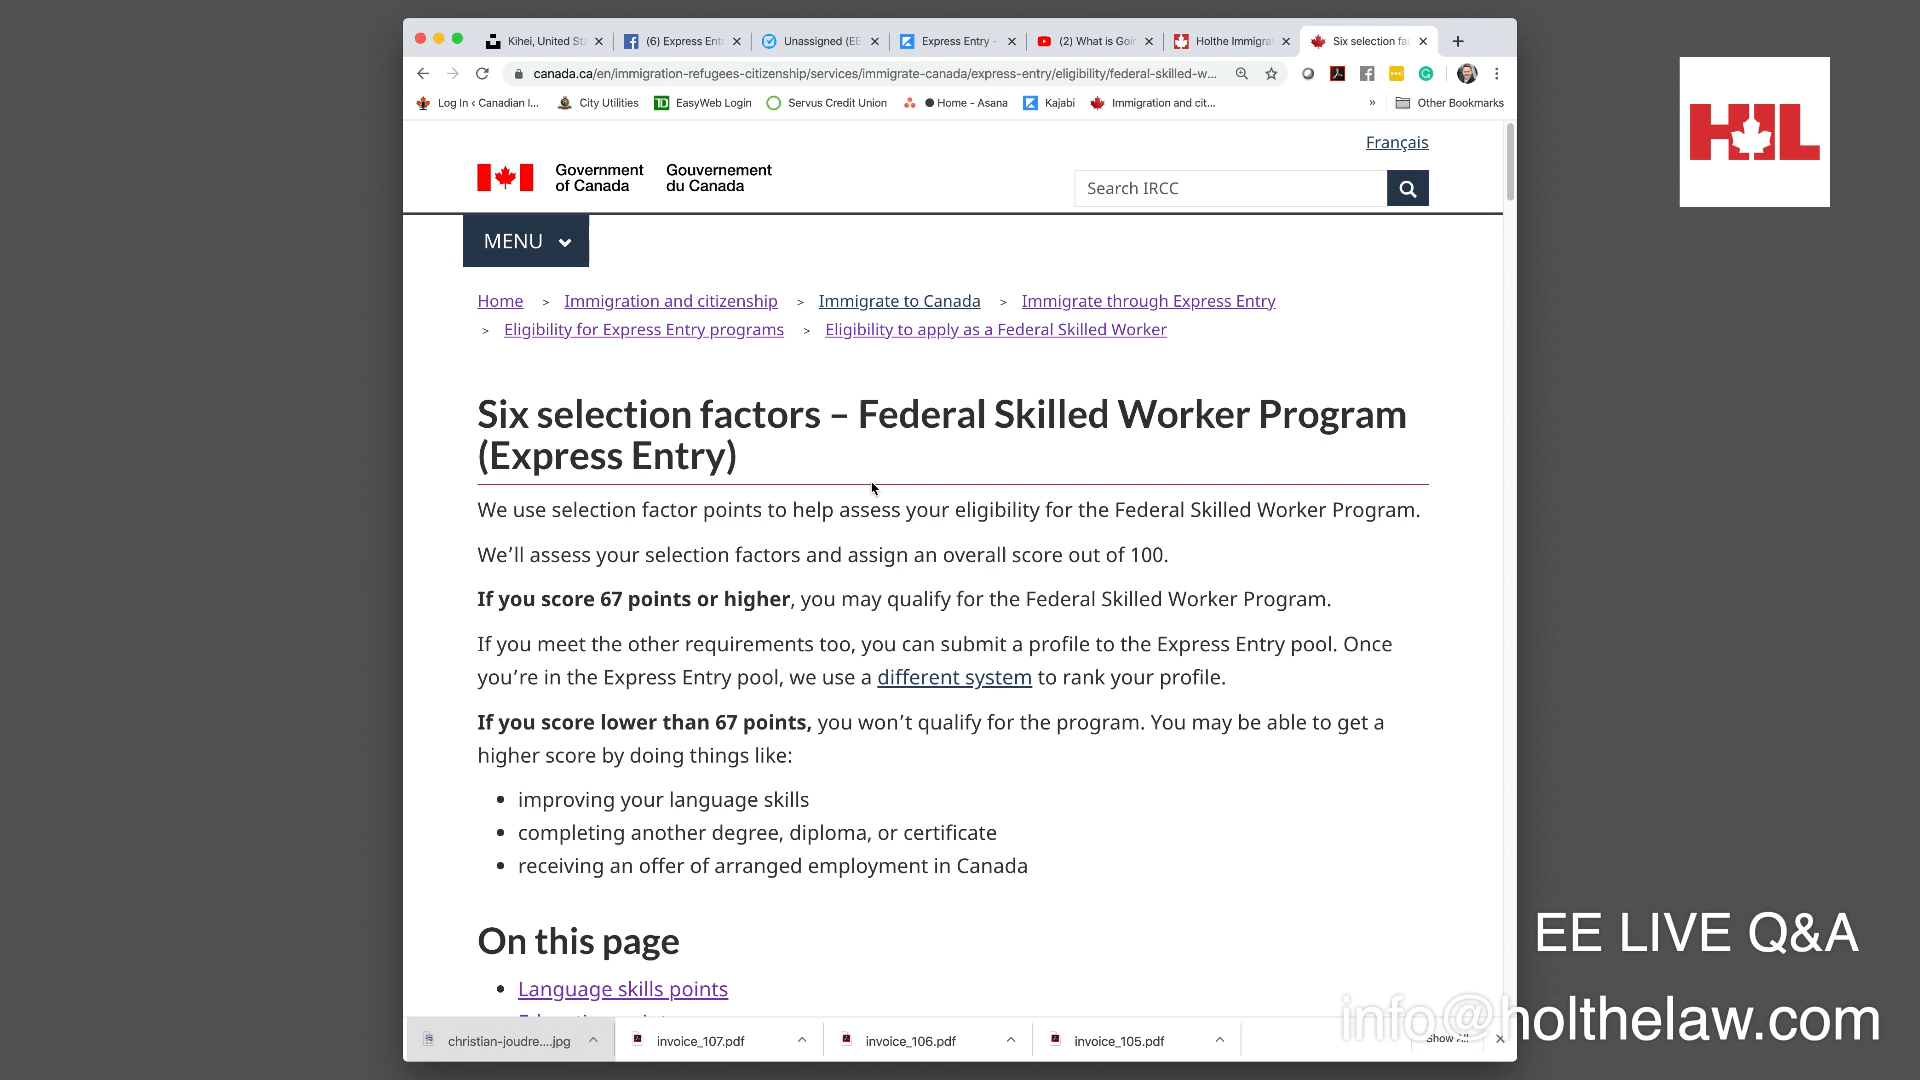 Kihei, United St
(6) Express Ent
Unassigned (EE
Express Entry -
(2) What is Goi
Holthe Immigra
Six selection fa
canada.ca/en/immigration-refugees-citizenship/services/immigrate-canada/express-entry/eligibility/federal-skilled-w...
Log In ‹ Canadian I...
City Utilities
TD
EasyWeb Login
Servus Credit Union
Home - Asana
Kajabi
Immigration and cit...
»
Other Bookmarks
HIL
Français
Government of Canada
Gouvernement du Canada
Search IRCC
MENU
Home > Immigration and citizenship > Immigrate to Canada > Immigrate through Express Entry
> Eligibility for Express Entry programs > Eligibility to apply as a Federal Skilled Worker
Six selection factors – Federal Skilled Worker Program
(Express Entry)
We use selection factor points to help assess your eligibility for the Federal Skilled Worker Program.
We’ll assess your selection factors and assign an overall score out of 100.
If you score 67 points or higher, you may qualify for the Federal Skilled Worker Program.
If you meet the other requirements too, you can submit a profile to the Express Entry pool. Once
you’re in the Express Entry pool, we use a different system to rank your profile.
If you score lower than 67 points, you won’t qualify for the program. You may be able to get a
higher score by doing things like:
• improving your language skills
• completing another degree, diploma, or certificate
• receiving an offer of arranged employment in Canada
On this page
• Language skills points
EE LIVE Q&A
info@holthelaw.com
christian-joudre....jpg
invoice_107.pdf
invoice_106.pdf
invoice_105.pdf
Show All